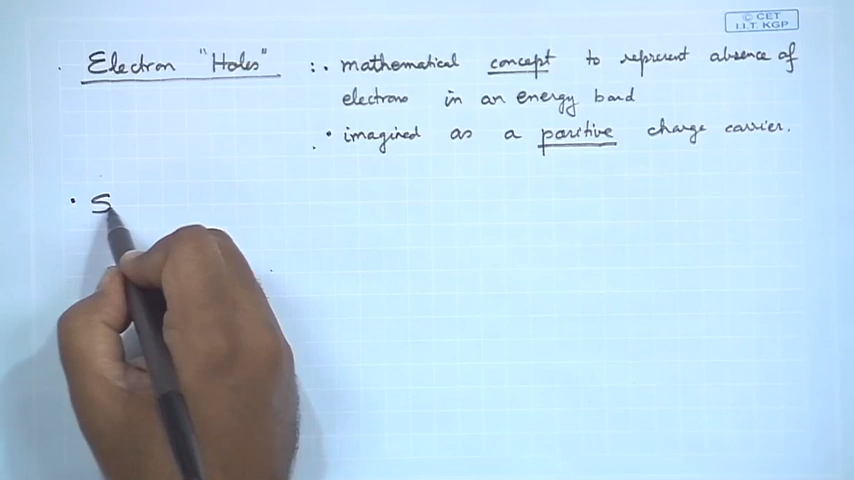 © CET
I.I.T. KGP
Electron "Holes" :. mathematical concept to represent absence of
electrons in an energy band
• imagined as a positive charge carrier.
• S